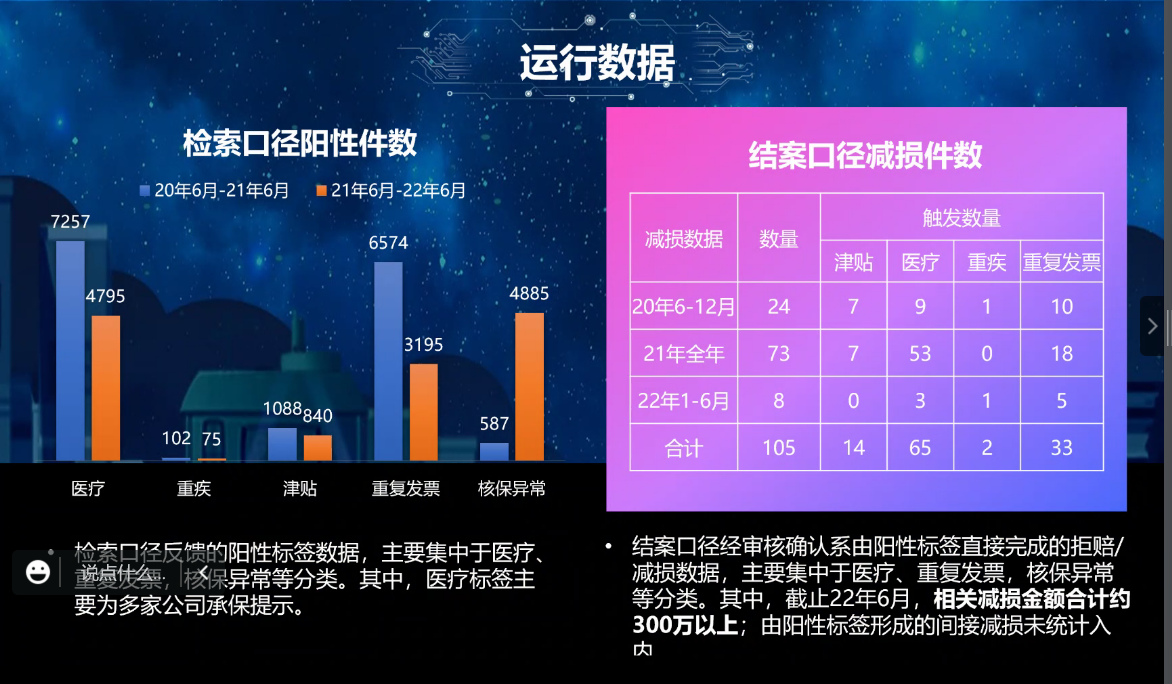 运行数据
检索口径阳性件数
20年6月-21年6月 21年6月-22年6月
7257
4795
102
75
1088
840
6574
3195
587
4885
医疗 重疾 津贴 重复发票 核保异常
检索口径反馈的阳性标签数据，主要集中于医疗、
重复发票，核保异常等分类。其中，医疗标签主
要为多家公司承保提示。
说点什么...
结案口径减损件数
减损数据 数量 触发数量
津贴 医疗 重疾 重复发票
20年6-12月 24 7 9 1 10
21年全年 73 7 53 0 18
22年1-6月 8 0 3 1 5
合计 105 14 65 2 33
• 结案口径经审核确认系由阳性标签直接完成的拒赔/
减损数据，主要集中于医疗、重复发票，核保异常
等分类。其中，截止22年6月，相关减损金额合计约
300万以上；由阳性标签形成的间接减损未统计入
内